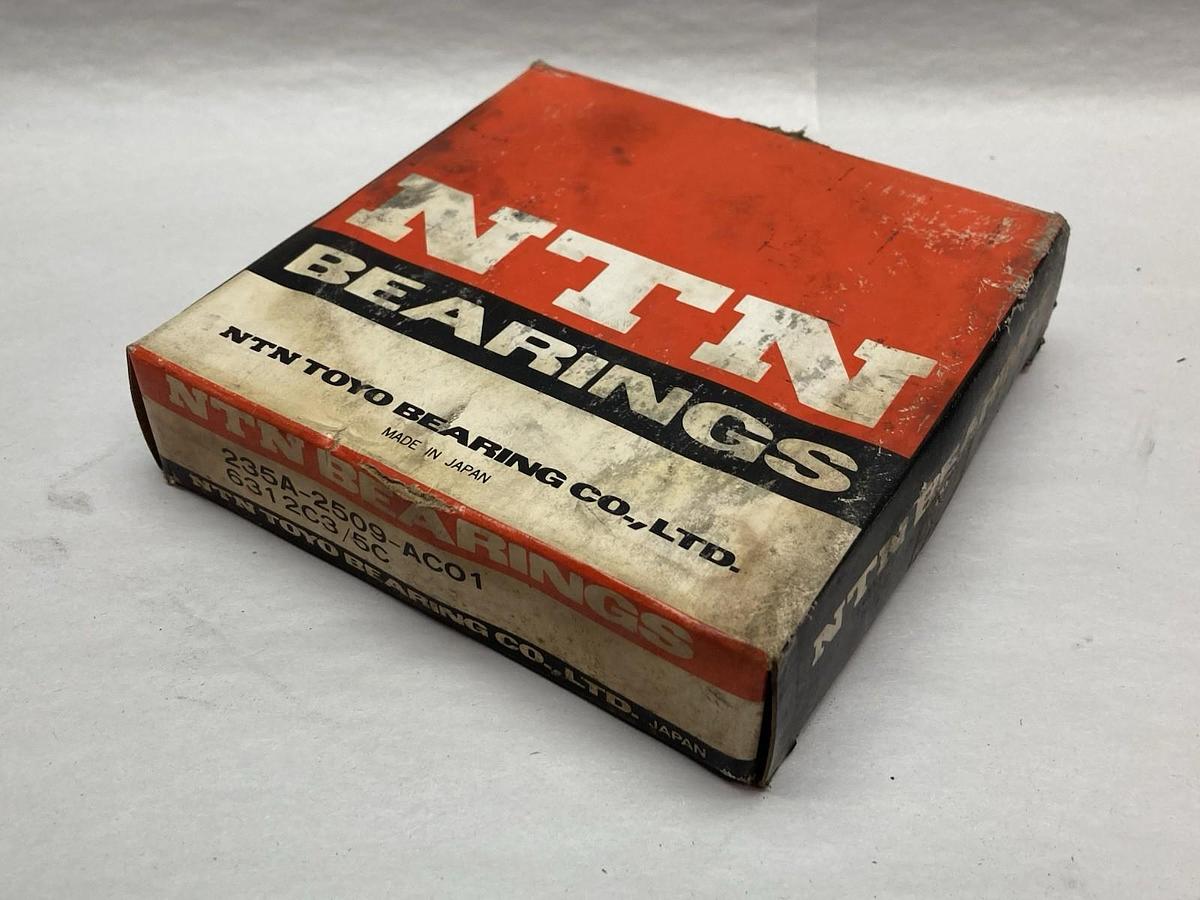 NTN
BEARINGS
NTN TOYO BEARING CO., LTD.
MADE IN JAPAN
NTN BEARINGS
235A-2509-AC01
6312C3/5C
NTN TOYO BEARING CO., LTD. JAPAN
NTN